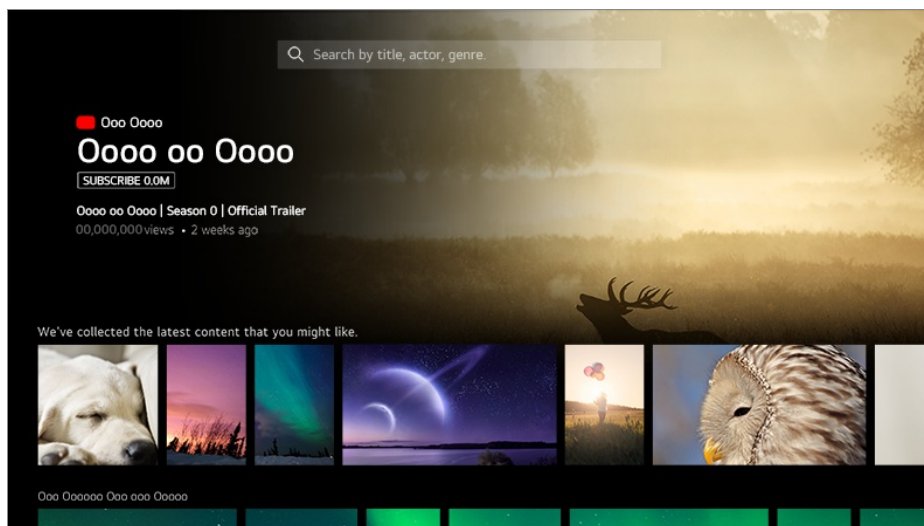 Search by title, actor, genre.
Ooo Oooo
Oooo oo Oooo
SUBSCRIBE 0.0M
Oooo oo Oooo | Season 0 | Official Trailer
00,000,000 views • 2 weeks ago
We've collected the latest content that you might like.
Ooo Oooooo Ooo ooo Ooooo